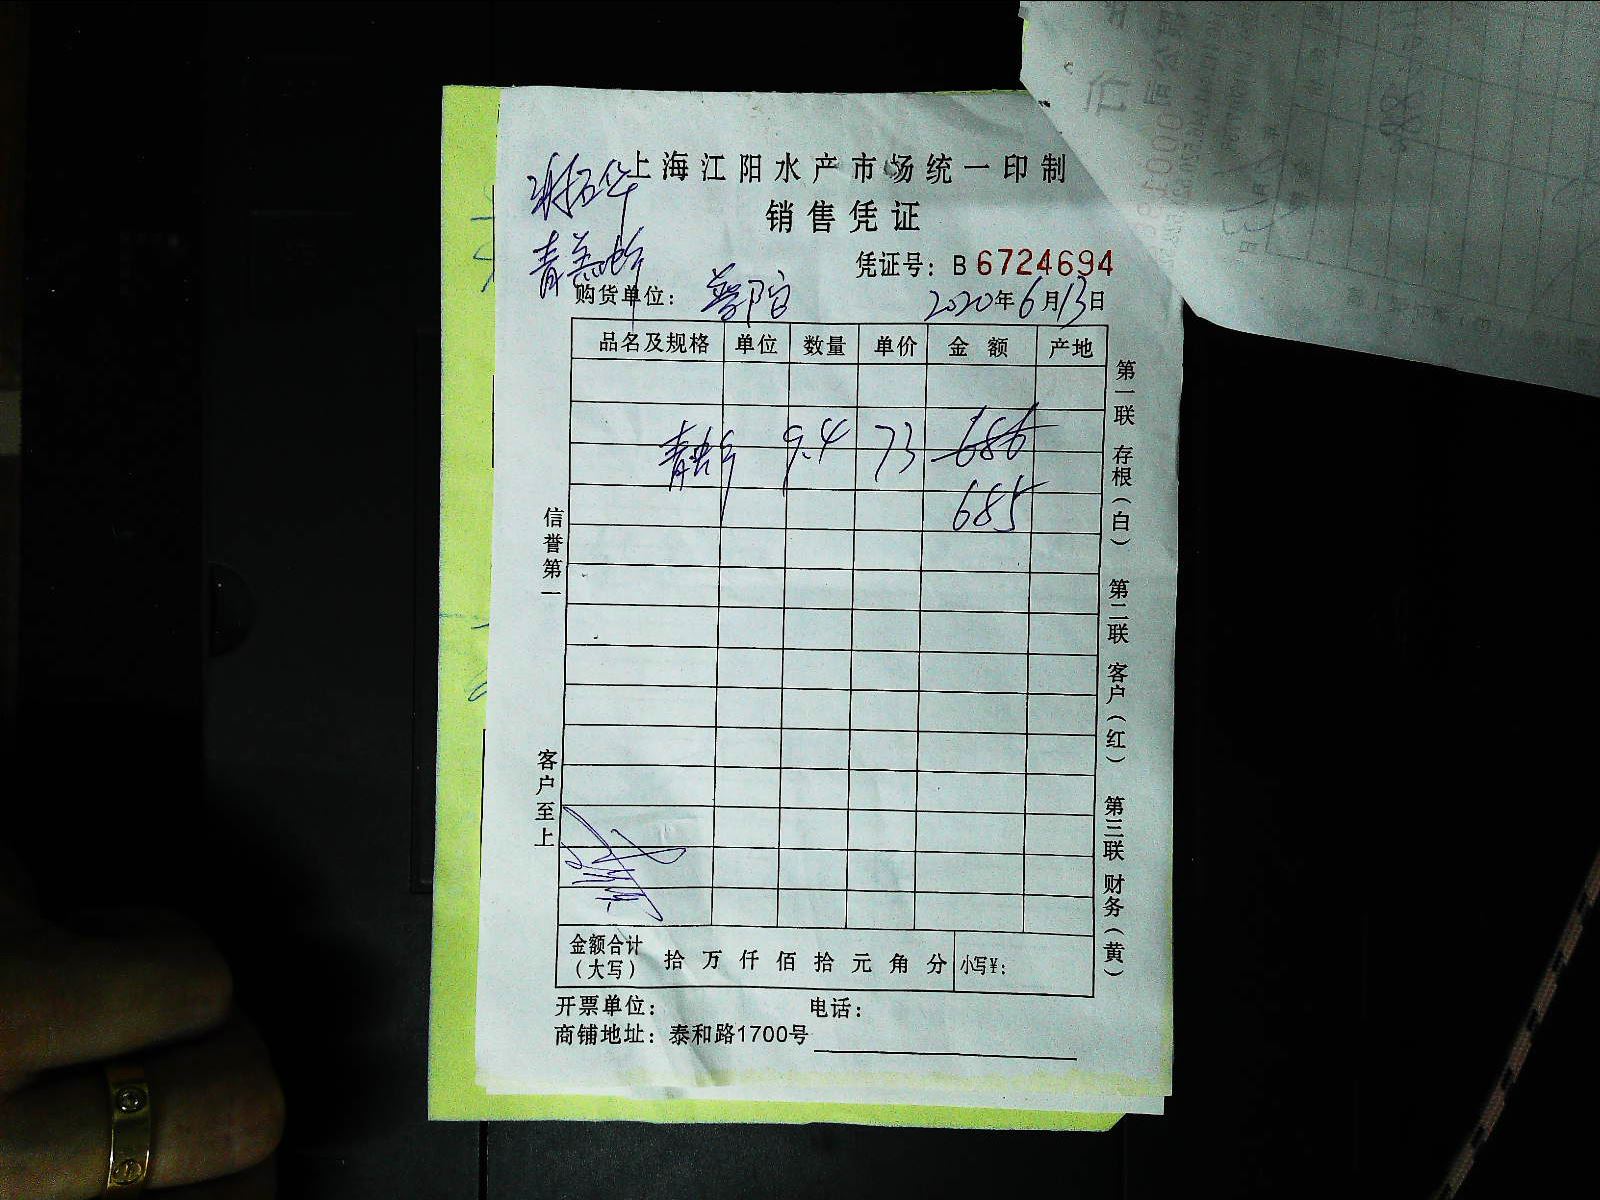 上海江阳水产市场统一印制
销售凭证
凭证号：B 6724694
购货单位：
2020年6月13日
品名及规格 单位 数量 单价 金 额 产地
9.4 73 686
685
信誉第一
客户至上
第一联 存根（白） 第二联 客户（红） 第三联 财务（黄）
金额合计（大写） 拾 万 仟 佰 拾 元 角 分 小写¥：
开票单位： 电话：
商铺地址：泰和路1700号